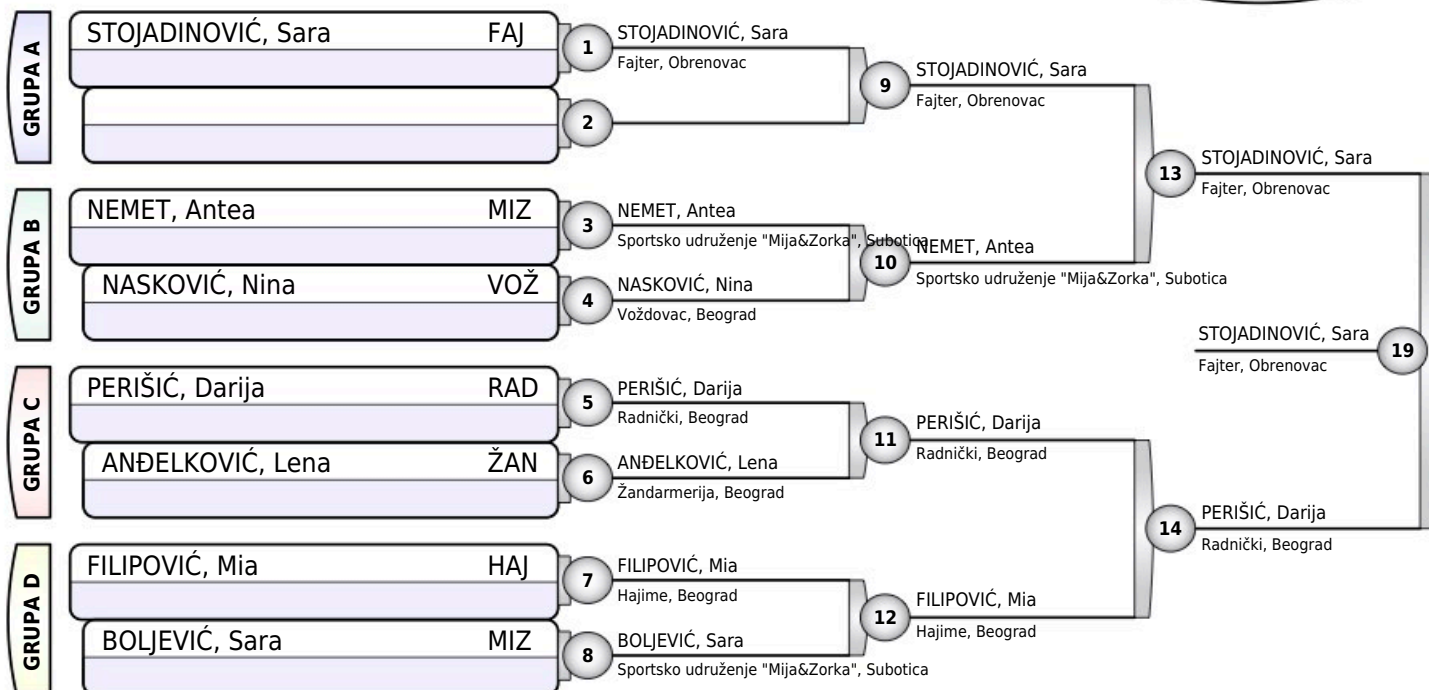 GRUPA A
STOJADINOVIĆ, Sara FAJ
1
STOJADINOVIĆ, Sara
Fajter, Obrenovac
2
9
STOJADINOVIĆ, Sara
Fajter, Obrenovac
GRUPA B
NEMET, Antea MIZ
NASKOVIĆ, Nina VOŽ
3
NEMET, Antea
Sportsko udruženje "Mija&Zorka", Subotica
4
NASKOVIĆ, Nina
Voždovac, Beograd
10
NEMET, Antea
Sportsko udruženje "Mija&Zorka", Subotica
13
STOJADINOVIĆ, Sara
Fajter, Obrenovac
GRUPA C
PERIŠIĆ, Darija RAD
ANĐELKOVIĆ, Lena ŽAN
5
PERIŠIĆ, Darija
Radnički, Beograd
6
ANĐELKOVIĆ, Lena
Žandarmerija, Beograd
11
PERIŠIĆ, Darija
Radnički, Beograd
GRUPA D
FILIPOVIĆ, Mia HAJ
BOLJEVIĆ, Sara MIZ
7
FILIPOVIĆ, Mia
Hajime, Beograd
8
BOLJEVIĆ, Sara
Sportsko udruženje "Mija&Zorka", Subotica
12
FILIPOVIĆ, Mia
Hajime, Beograd
14
PERIŠIĆ, Darija
Radnički, Beograd
STOJADINOVIĆ, Sara
Fajter, Obrenovac
19